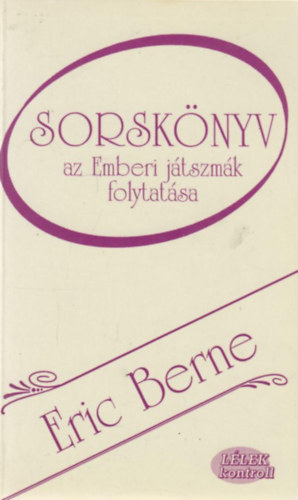 SORSKÖNYV
az Emberi játszmák
folytatása
Eric Berne
LÉLEK
kontroll